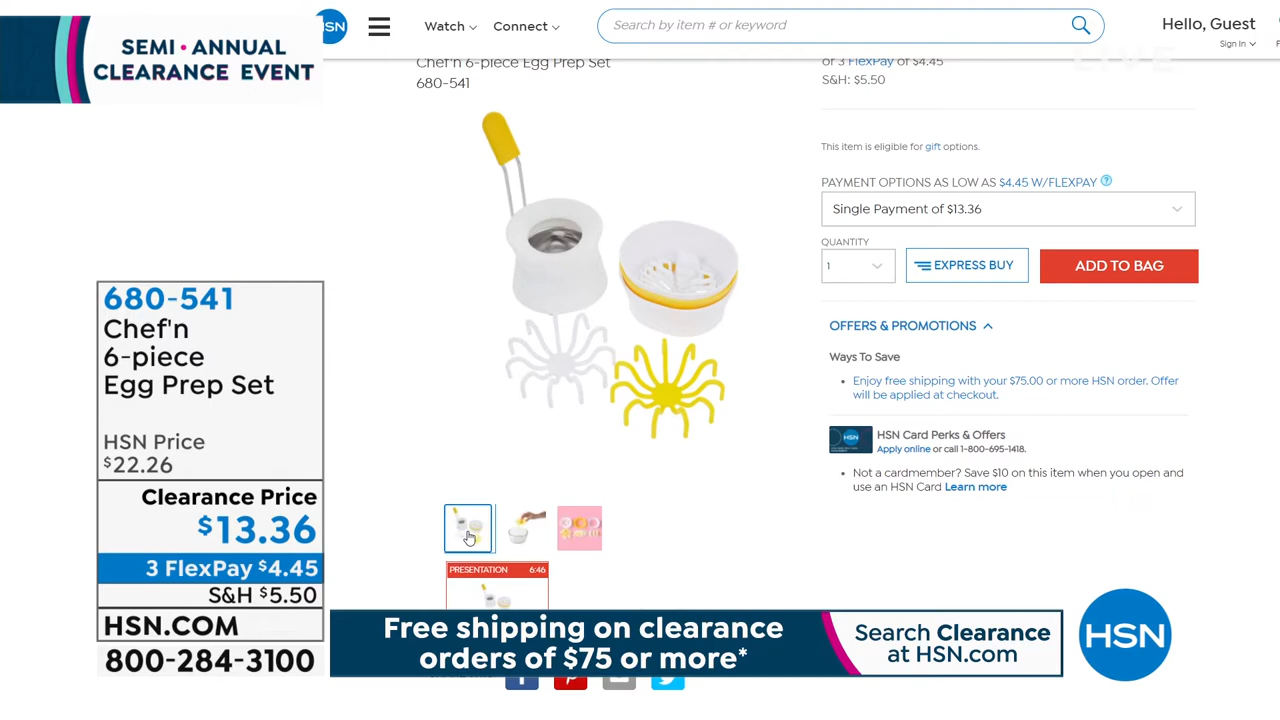 SEMI • ANNUAL
CLEARANCE EVENT
HSN
Watch
Connect
Search by item # or keyword
Hello, Guest
Sign In
LIVE
Chef'n 6-piece Egg Prep Set
680-541
or 3 FlexPay of $4.45
S&H: $5.50
This item is eligible for gift options.
PAYMENT OPTIONS AS LOW AS $4.45 W/FLEXPAY ?
Single Payment of $13.36
QUANTITY
1
EXPRESS BUY
ADD TO BAG
OFFERS & PROMOTIONS
Ways To Save
• Enjoy free shipping with your $75.00 or more HSN order. Offer
will be applied at checkout.
HSN
HSN Card Perks & Offers
Apply online or call 1-800-695-1418.
• Not a cardmember? Save $10 on this item when you open and
use an HSN Card Learn more
PRESENTATION 6:46
680-541
Chef'n
6-piece
Egg Prep Set
HSN Price
$22.26
Clearance Price
$13.36
3 FlexPay $4.45
S&H $5.50
HSN.COM
800-284-3100
Free shipping on clearance
orders of $75 or more*
Search Clearance
at HSN.com
HSN